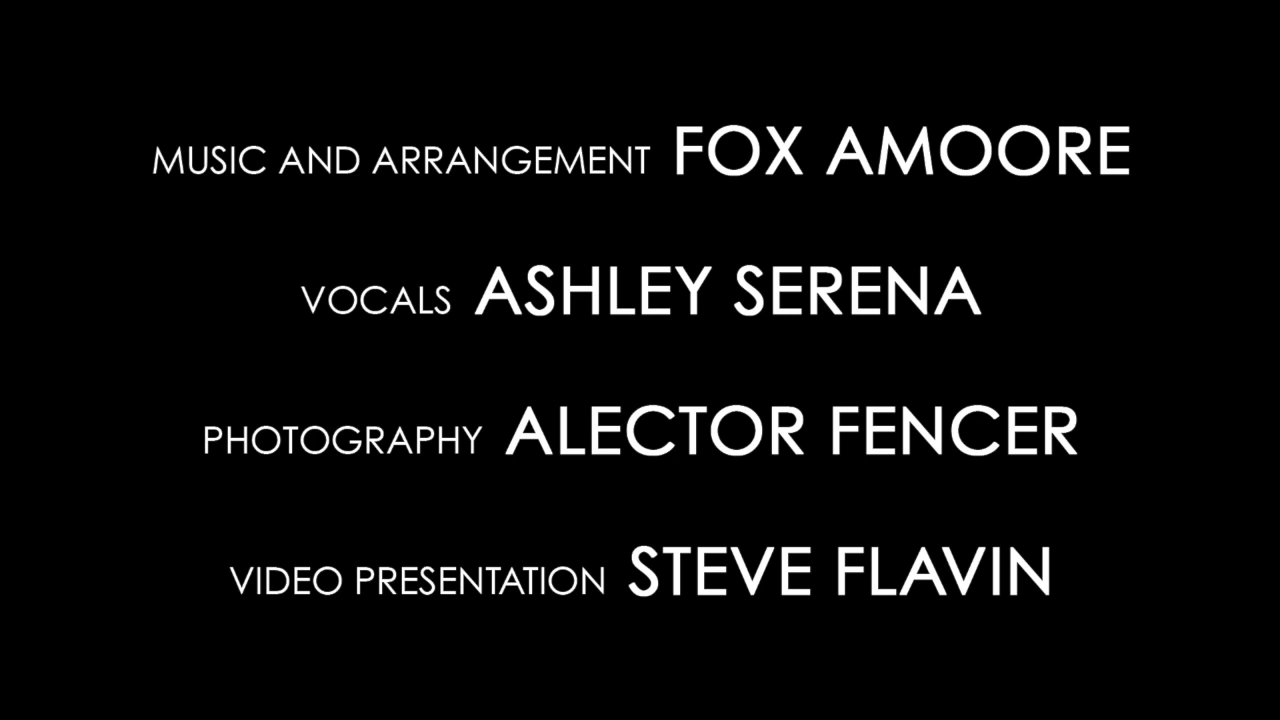 MUSIC AND ARRANGEMENT FOX AMOORE
VOCALS ASHLEY SERENA
PHOTOGRAPHY ALECTOR FENCER
VIDEO PRESENTATION STEVE FLAVIN